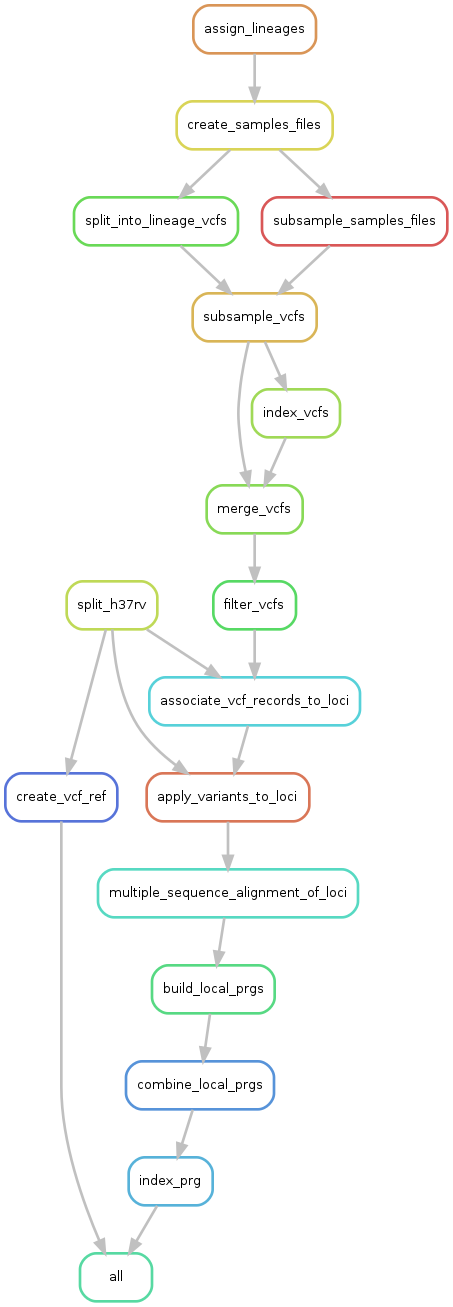 assign_lineages
create_samples_files
split_into_lineage_vcfs
subsample_samples_files
subsample_vcfs
index_vcfs
merge_vcfs
split_h37rv
filter_vcfs
associate_vcf_records_to_loci
create_vcf_ref
apply_variants_to_loci
multiple_sequence_alignment_of_loci
build_local_prgs
combine_local_prgs
index_prg
all